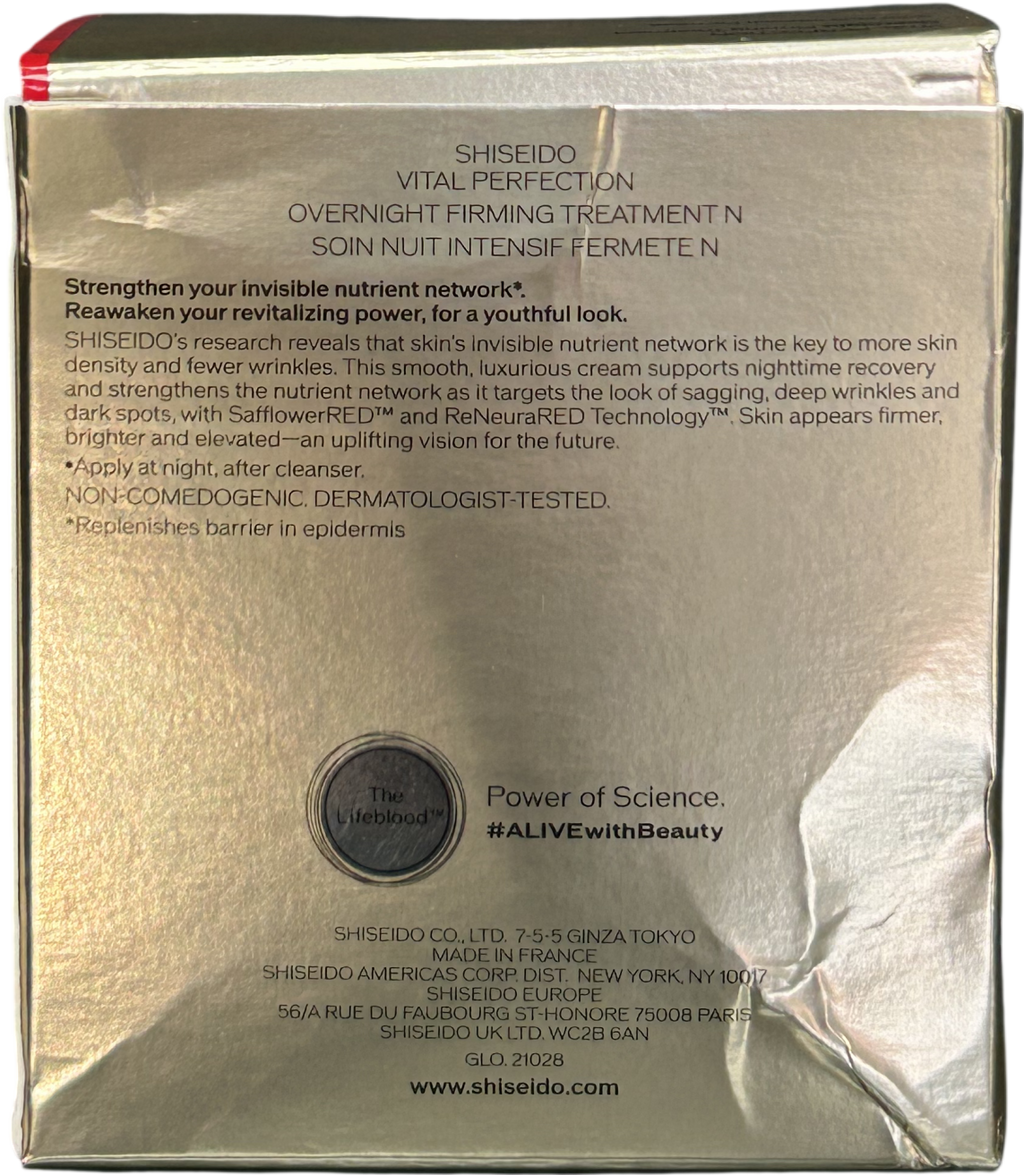 SHISEIDO
VITAL PERFECTION
OVERNIGHT FIRMING TREATMENT N
SOIN NUIT INTENSIF FERMETE N
Strengthen your invisible nutrient network*.
Reawaken your revitalizing power, for a youthful look.
SHISEIDO's research reveals that skin's invisible nutrient network is the key to more skin
density and fewer wrinkles. This smooth, luxurious cream supports nighttime recovery
and strengthens the nutrient network as it targets the look of sagging, deep wrinkles and
dark spots, with SafflowerRED™ and ReNeuraRED Technology™. Skin appears firmer,
brighter and elevated—an uplifting vision for the future.
•Apply at night, after cleanser.
NON-COMEDOGENIC. DERMATOLOGIST-TESTED.
*Replenishes barrier in epidermis
The
Lifeblood™
Power of Science.
#ALIVEwithBeauty
SHISEIDO CO., LTD. 7-5-5 GINZA TOKYO
MADE IN FRANCE
SHISEIDO AMERICAS CORP. DIST. NEW YORK, NY 10017
SHISEIDO EUROPE
56/A RUE DU FAUBOURG ST-HONORE 75008 PARIS
SHISEIDO UK LTD. WC2B 6AN
GLO. 21028
www.shiseido.com